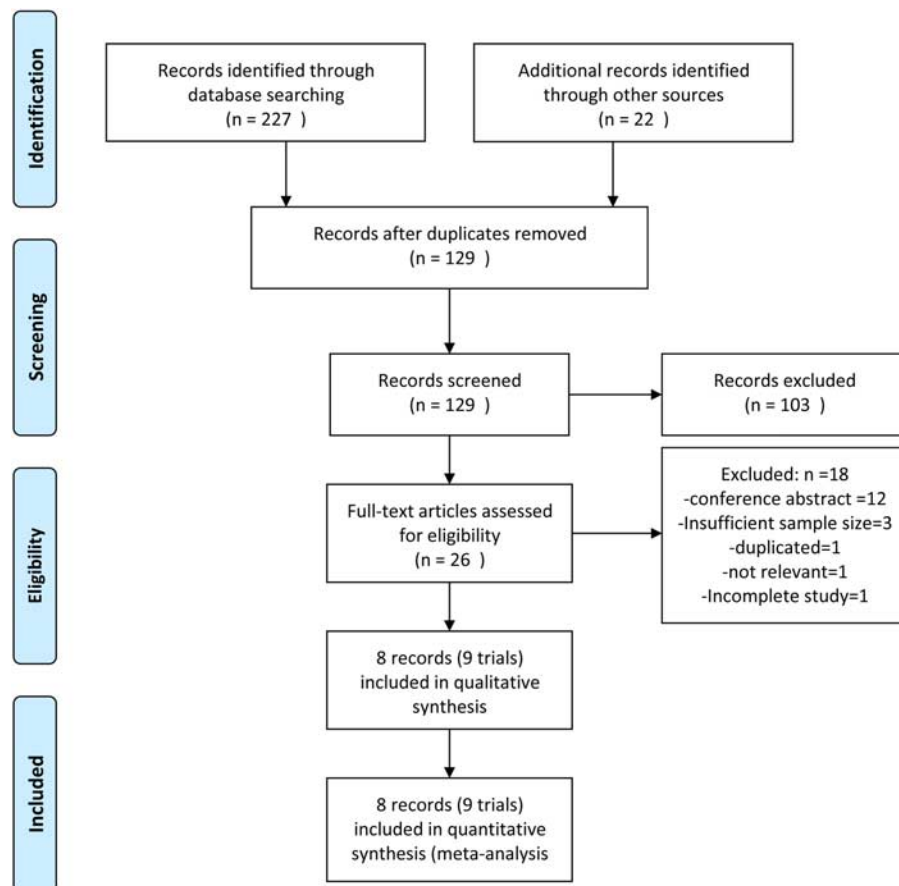 Identification
Records identified through
database searching
(n = 227 )
Additional records identified
through other sources
(n = 22 )
Records after duplicates removed
(n = 129 )
Screening
Records screened
(n = 129 )
Records excluded
(n = 103 )
Eligibility
Full-text articles assessed
for eligibility
(n = 26 )
Excluded: n =18
-conference abstract =12
-Insufficient sample size=3
-duplicated=1
-not relevant=1
-Incomplete study=1
8 records (9 trials)
included in qualitative
synthesis
Included
8 records (9 trials)
included in quantitative
synthesis (meta-analysis